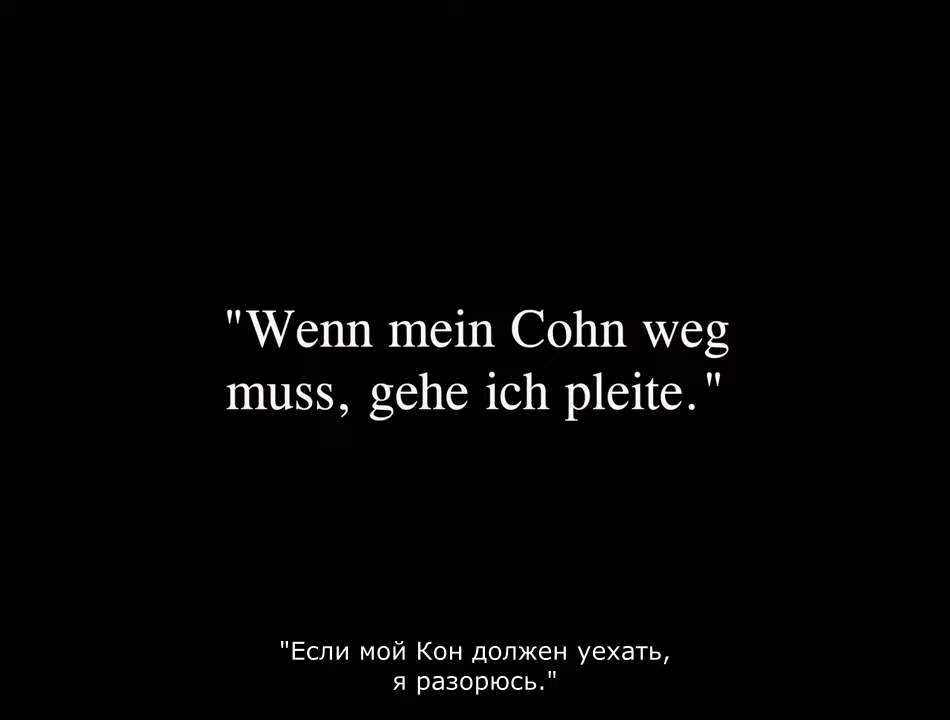 "Wenn mein Cohn weg
muss, gehe ich pleite."
"Если мой Кон должен уехать,
я разорюсь."